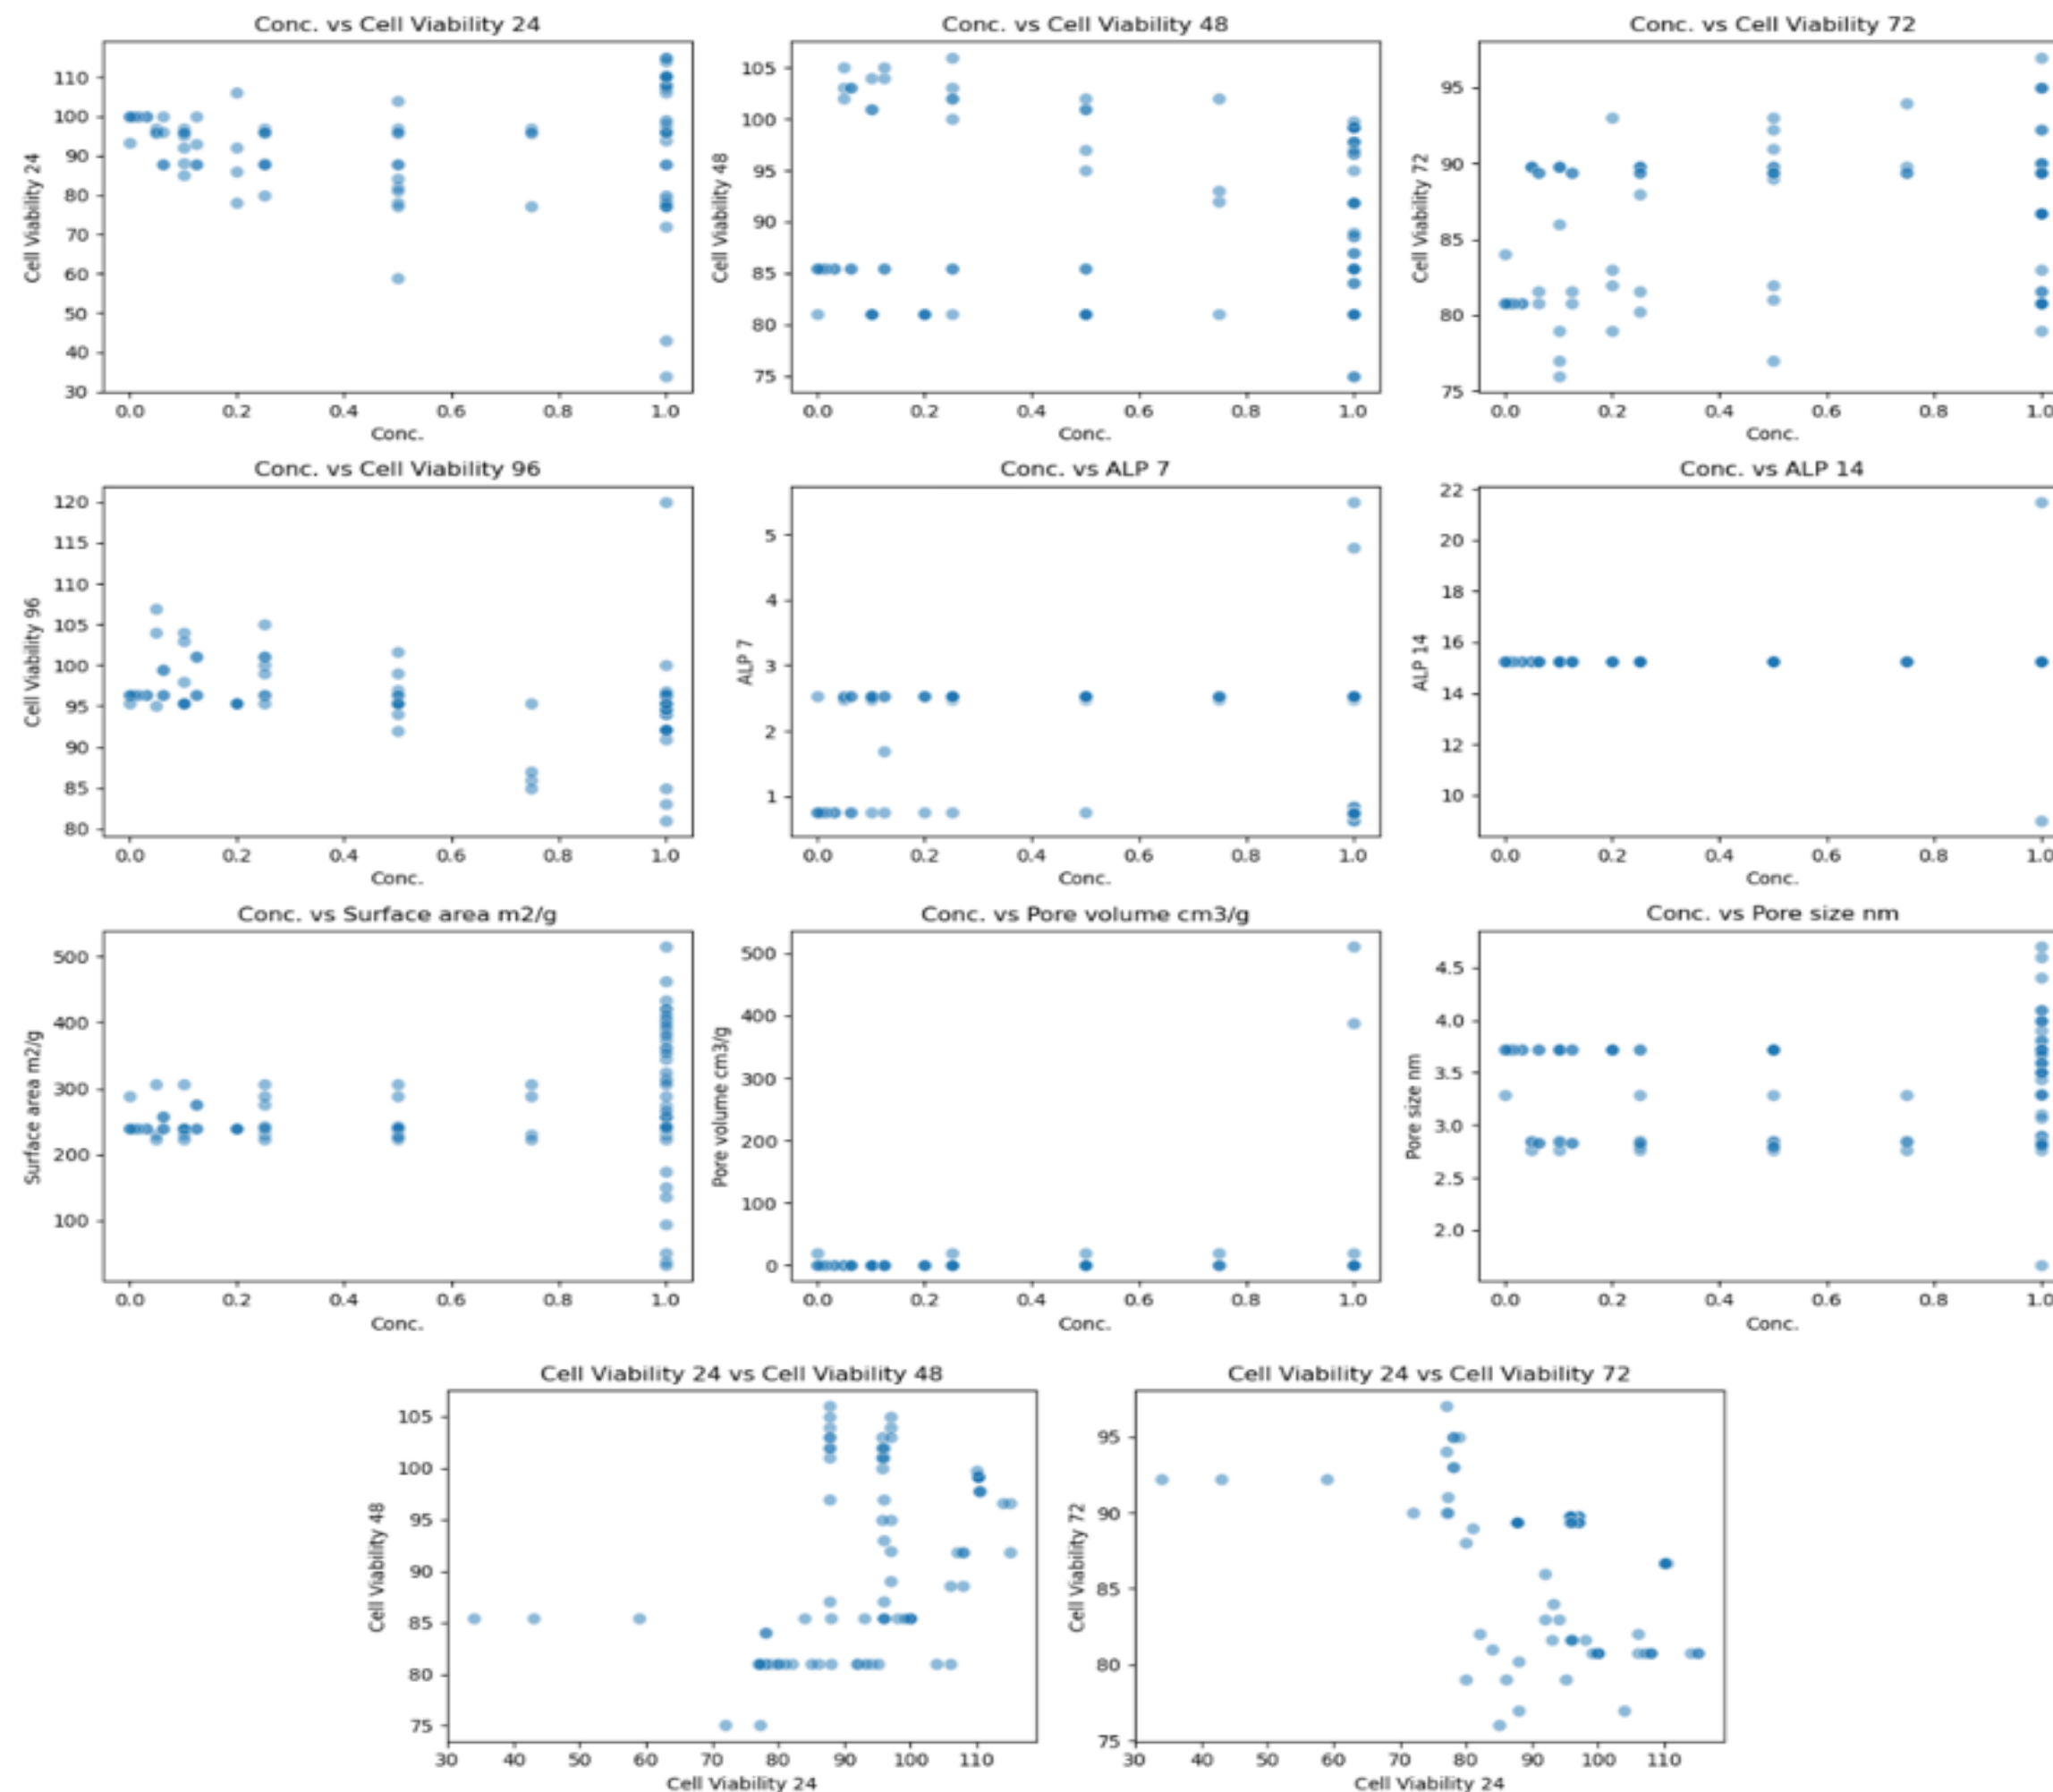 Conc. vs Cell Viability 24
Cell Viability 24
110
100
90
80
70
60
50
40
30
0.0 0.2 0.4 0.6 0.8 1.0
Conc.
Conc. vs Cell Viability 48
Cell Viability 48
105
100
95
90
85
80
75
0.0 0.2 0.4 0.6 0.8 1.0
Conc.
Conc. vs Cell Viability 72
Cell Viability 72
95
90
85
80
75
0.0 0.2 0.4 0.6 0.8 1.0
Conc.
Conc. vs Cell Viability 96
Cell Viability 96
120
115
110
105
100
95
90
85
80
0.0 0.2 0.4 0.6 0.8 1.0
Conc.
Conc. vs ALP 7
ALP 7
5
4
3
2
1
0.0 0.2 0.4 0.6 0.8 1.0
Conc.
Conc. vs ALP 14
ALP 14
22
20
18
16
14
12
10
0.0 0.2 0.4 0.6 0.8 1.0
Conc.
Conc. vs Surface area m2/g
Surface area m2/g
500
400
300
200
100
0.0 0.2 0.4 0.6 0.8 1.0
Conc.
Conc. vs Pore volume cm3/g
Pore volume cm3/g
500
400
300
200
100
0
0.0 0.2 0.4 0.6 0.8 1.0
Conc.
Conc. vs Pore size nm
Pore size nm
4.5
4.0
3.5
3.0
2.5
2.0
0.0 0.2 0.4 0.6 0.8 1.0
Conc.
Cell Viability 24 vs Cell Viability 48
Cell Viability 48
105
100
95
90
85
80
75
30 40 50 60 70 80 90 100 110
Cell Viability 24
Cell Viability 24 vs Cell Viability 72
Cell Viability 72
95
90
85
80
75
30 40 50 60 70 80 90 100 110
Cell Viability 24